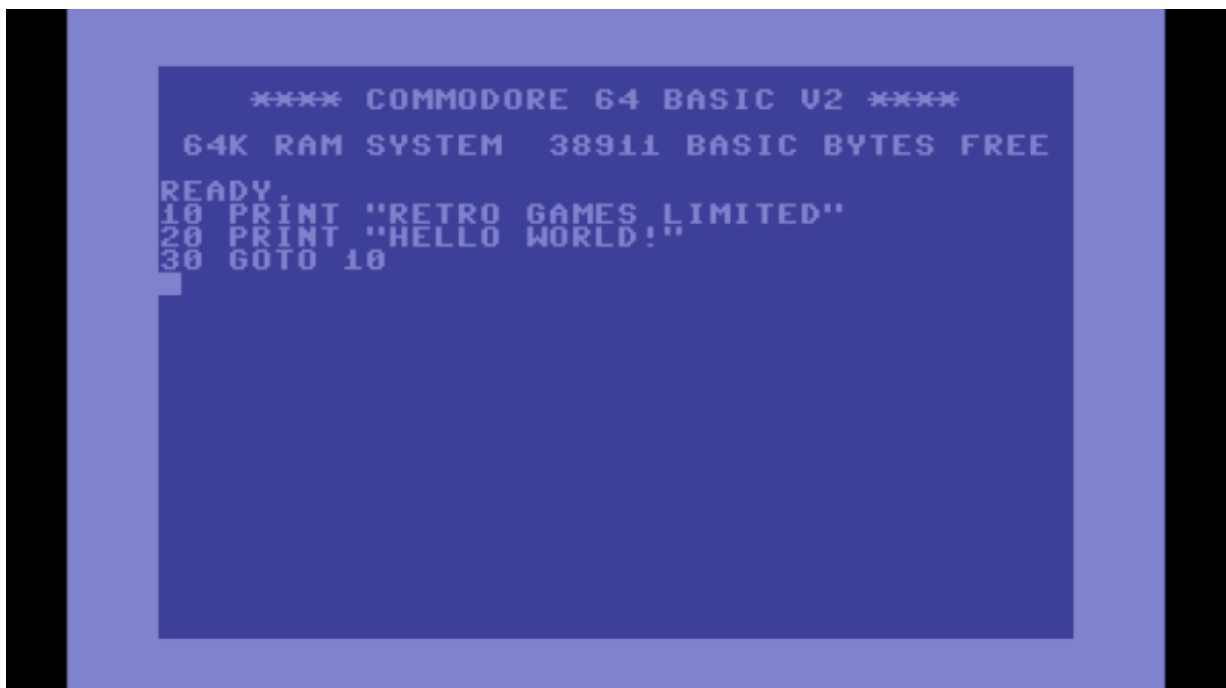 **** COMMODORE 64 BASIC V2 ****
64K RAM SYSTEM  38911 BASIC BYTES FREE
READY.
10 PRINT "RETRO GAMES LIMITED"
20 PRINT "HELLO WORLD!"
30 GOTO 10